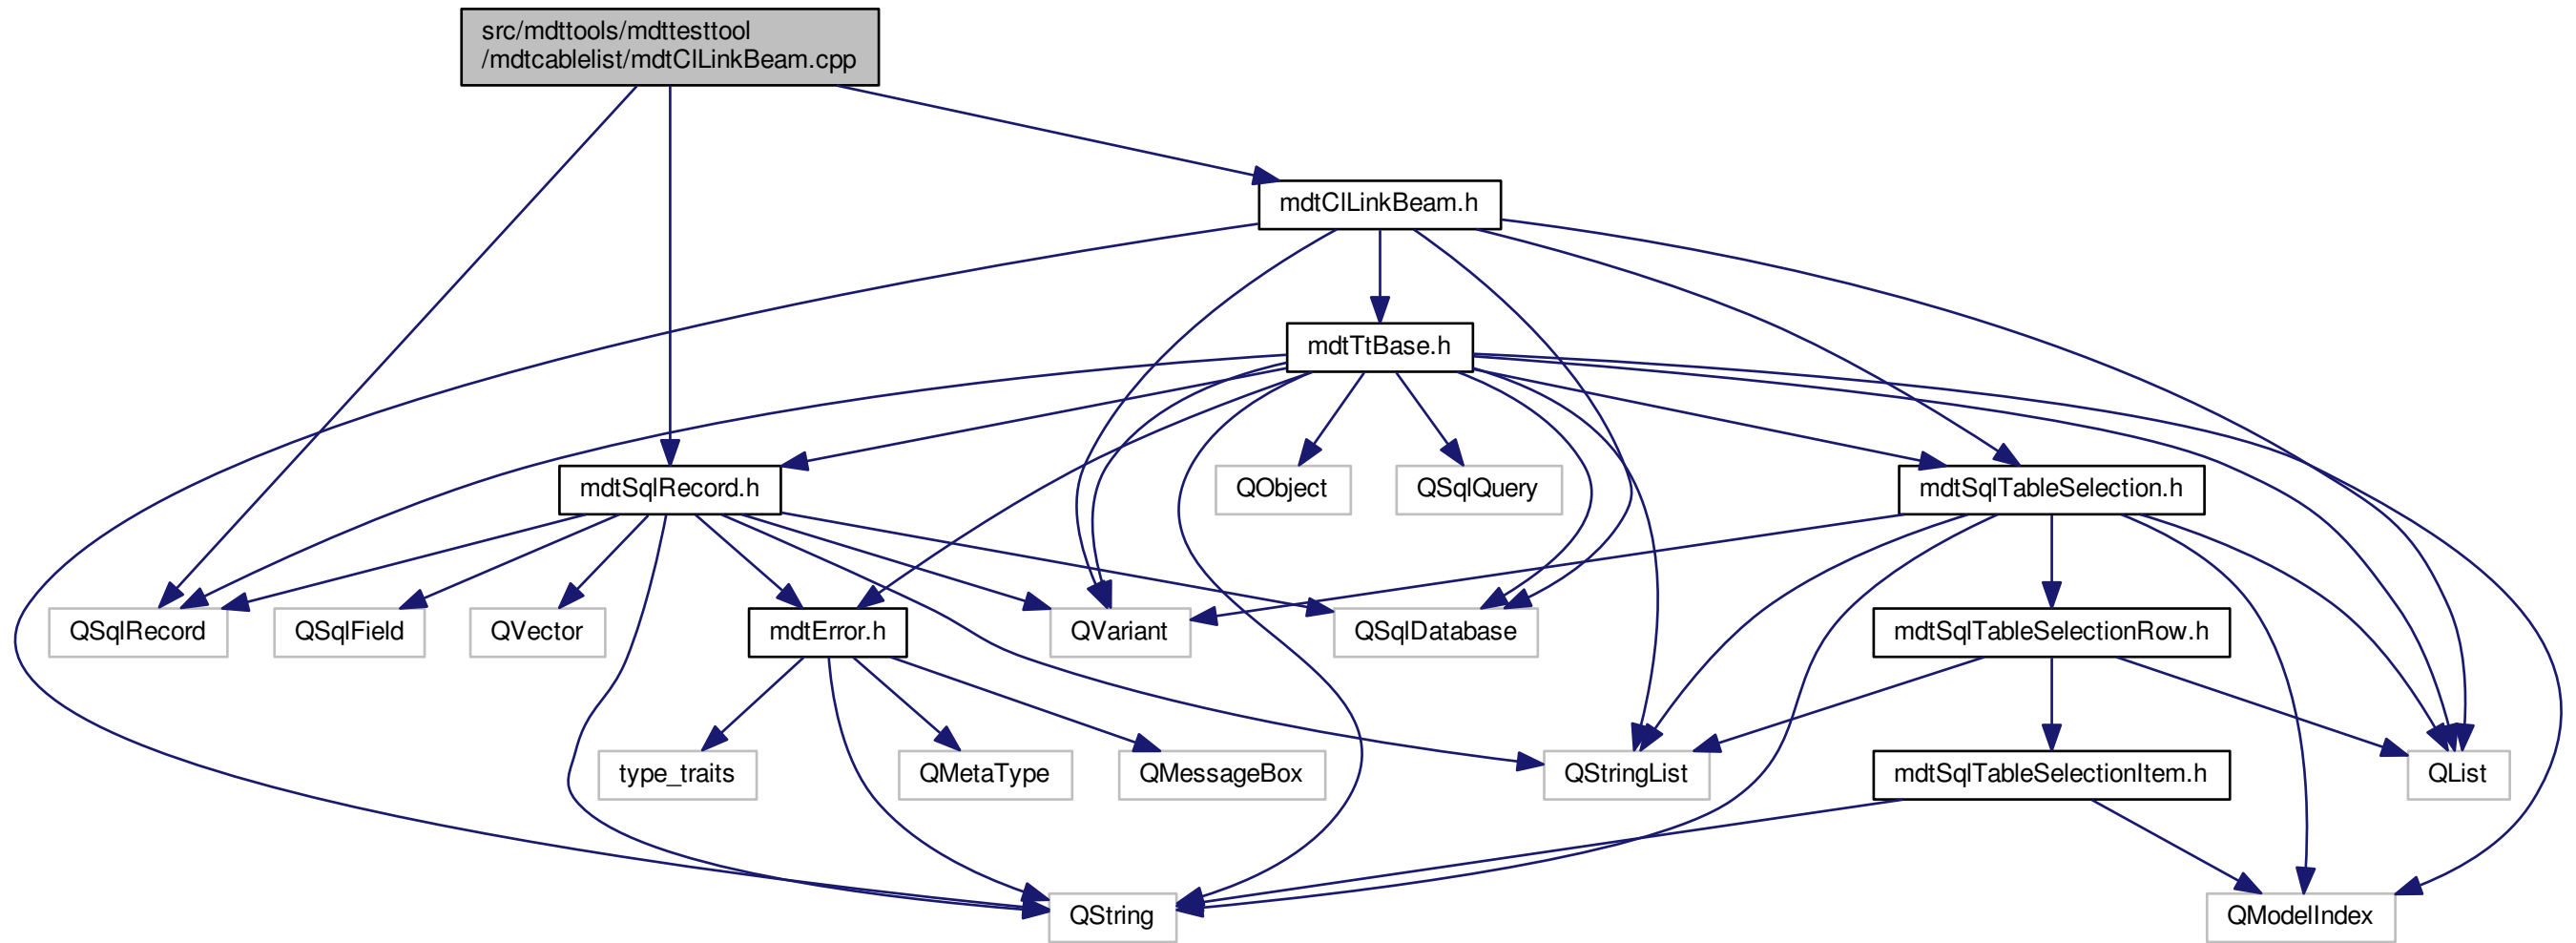 src/mdttools/mdttesttool
/mdtcablelist/mdtClLinkBeam.cpp
mdtClLinkBeam.h
mdtTtBase.h
mdtSqlRecord.h
QObject
QSqlQuery
mdtSqlTableSelection.h
QSqlRecord
QSqlField
QVector
mdtError.h
QVariant
QSqlDatabase
mdtSqlTableSelectionRow.h
type_traits
QMetaType
QMessageBox
QStringList
mdtSqlTableSelectionItem.h
QList
QString
QModelIndex